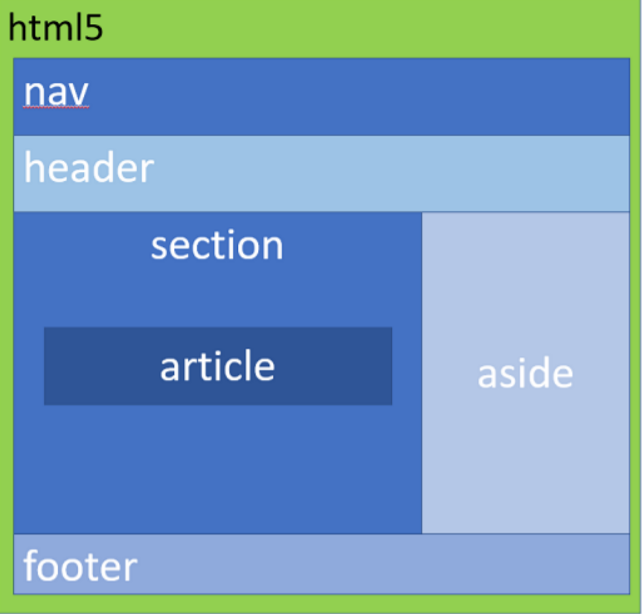 html5
nav
header
section
article
aside
footer